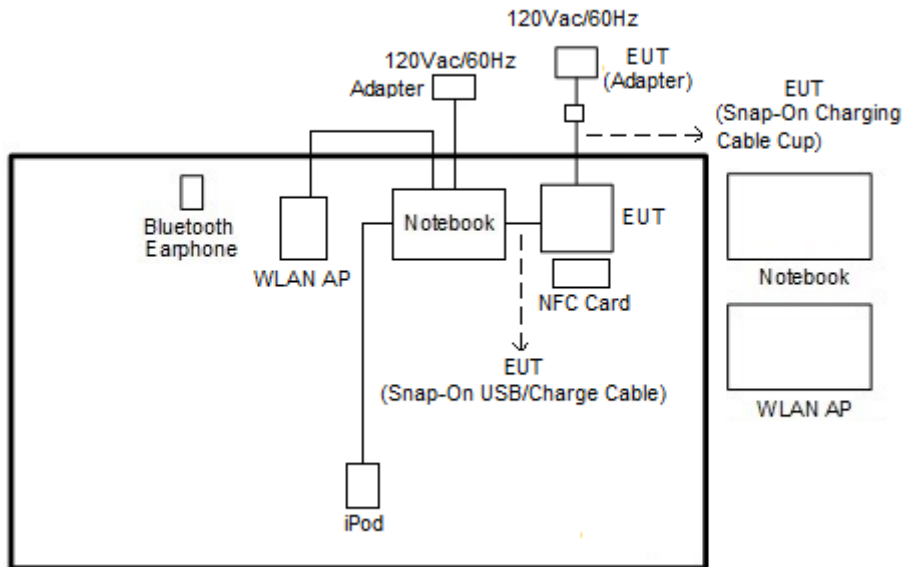 120Vac/60Hz
EUT
(Adapter)
120Vac/60Hz
Adapter
EUT
(Snap-On Charging
Cable Cup)
Bluetooth
Earphone
WLAN AP
Notebook
EUT
NFC Card
Notebook
EUT
(Snap-On USB/Charge Cable)
WLAN AP
iPod